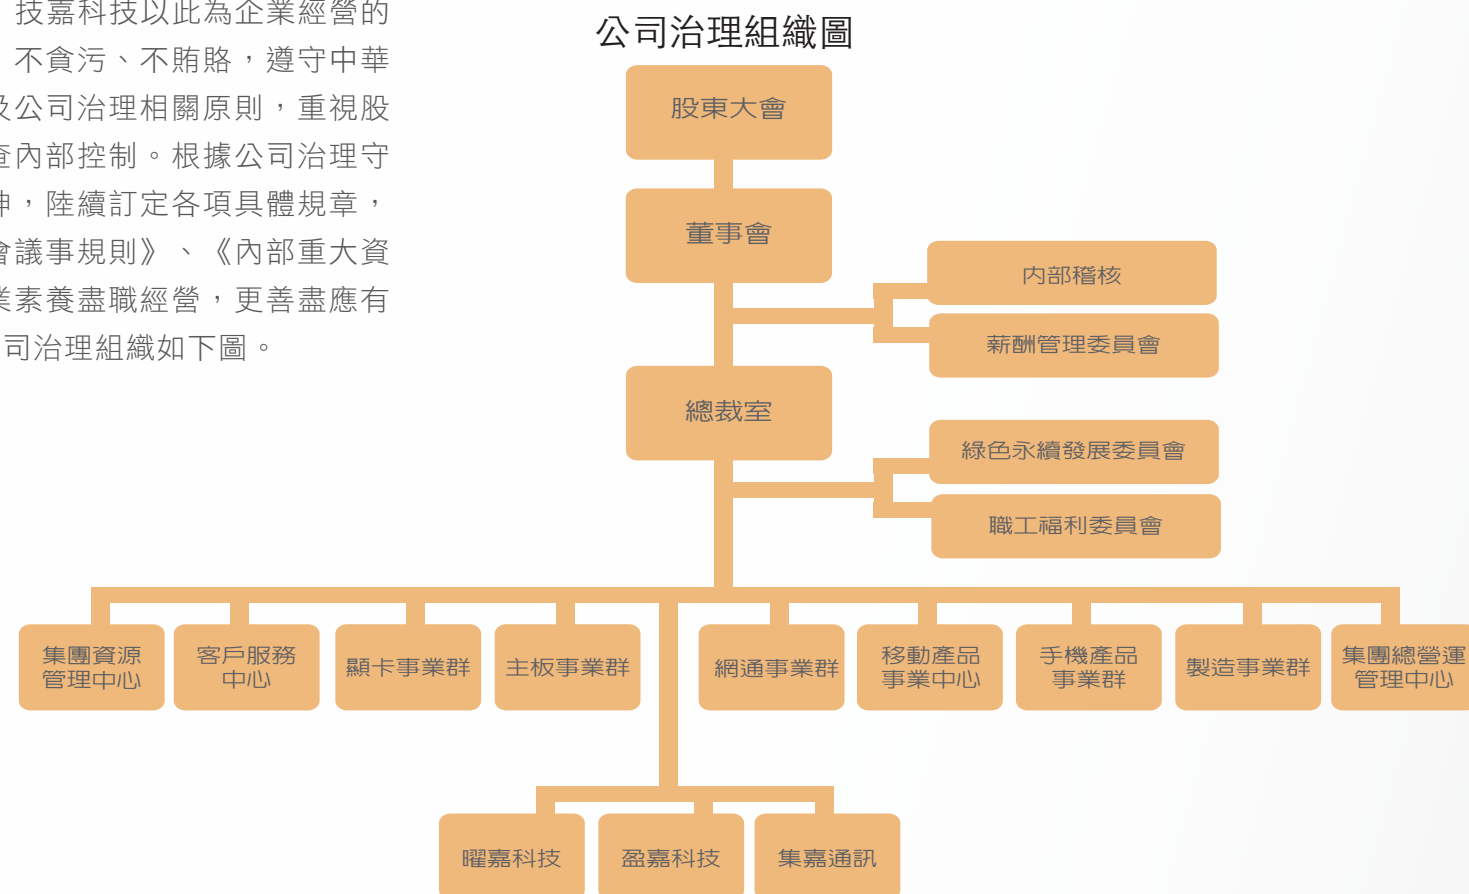 技嘉科技以此為企業經營的
不貪污、不賄賂，遵守中華
及公司治理相關原則，重視股
查內部控制。根據公司治理守
神，陸續訂定各項具體規章，
會議事規則》、《內部重大資
業素養盡職經營，更善盡應有
司治理組織如下圖。
公司治理組織圖
股東大會
董事會
內部稽核
薪酬管理委員會
總裁室
綠色永續發展委員會
職工福利委員會
集團資源
管理中心
客戶服務
中心
顯卡事業群
主板事業群
網通事業群
移動產品
事業中心
手機產品
事業群
製造事業群
集團總營運
管理中心
曜嘉科技
盈嘉科技
集嘉通訊